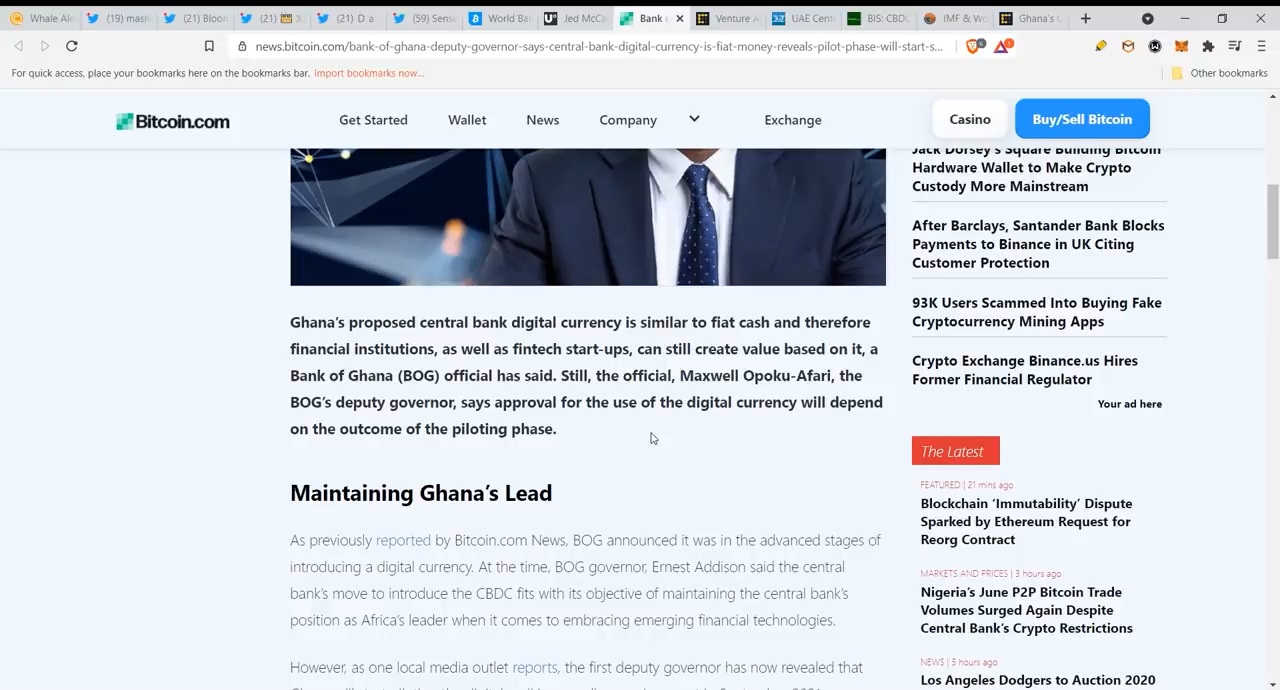 Whale Ale
(19) mash
(21) Bloon
(21)
(21) D a
(59) Sense
World Ban
Jed McCa
Bank o
Venture A
UAE Cent
BIS: CBDC
IMF & Wo
Ghana's C
news.bitcoin.com/bank-of-ghana-deputy-governor-says-central-bank-digital-currency-is-fiat-money-reveals-pilot-phase-will-start-s...
For quick access, place your bookmarks here on the bookmarks bar. Import bookmarks now...
Other bookmarks
Bitcoin.com
Get Started
Wallet
News
Company
Exchange
Casino
Buy/Sell Bitcoin
Ghana's proposed central bank digital currency is similar to fiat cash and therefore
financial institutions, as well as fintech start-ups, can still create value based on it, a
Bank of Ghana (BOG) official has said. Still, the official, Maxwell Opoku-Afari, the
BOG's deputy governor, says approval for the use of the digital currency will depend
on the outcome of the piloting phase.
Maintaining Ghana's Lead
As previously reported by Bitcoin.com News, BOG announced it was in the advanced stages of
introducing a digital currency. At the time, BOG governor, Ernest Addison said the central
bank's move to introduce the CBDC fits with its objective of maintaining the central bank's
position as Africa's leader when it comes to embracing emerging financial technologies.
However, as one local media outlet reports, the first deputy governor has now revealed that
Jack Dorsey's Square Building Bitcoin
Hardware Wallet to Make Crypto
Custody More Mainstream
After Barclays, Santander Bank Blocks
Payments to Binance in UK Citing
Customer Protection
93K Users Scammed Into Buying Fake
Cryptocurrency Mining Apps
Crypto Exchange Binance.us Hires
Former Financial Regulator
Your ad here
The Latest
FEATURED | 21 mins ago
Blockchain 'Immutability' Dispute
Sparked by Ethereum Request for
Reorg Contract
MARKETS AND PRICES | 3 hours ago
Nigeria's June P2P Bitcoin Trade
Volumes Surged Again Despite
Central Bank's Crypto Restrictions
NEWS | 5 hours ago
Los Angeles Dodgers to Auction 2020